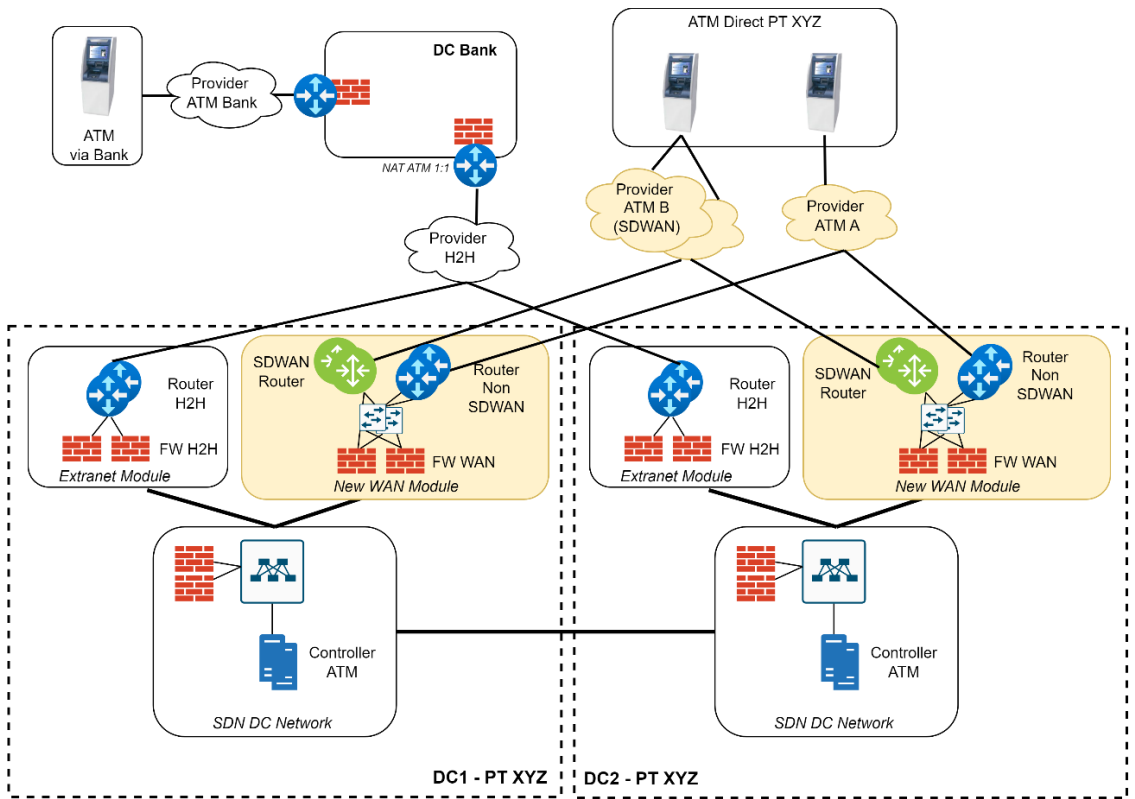 ATM Direct PT XYZ
DC Bank
Provider
ATM Bank
ATM
via Bank
NAT ATM 1:1
Provider
ATM B
(SDWAN)
Provider
ATM A
Provider
H2H
SDWAN
Router
Router
Non
SDWAN
Router
H2H
FW H2H
Extranet Module
FW WAN
New WAN Module
Router
H2H
FW H2H
Extranet Module
SDWAN
Router
Router
Non
SDWAN
FW WAN
New WAN Module
Controller
ATM
SDN DC Network
Controller
ATM
SDN DC Network
DC1 - PT XYZ
DC2 - PT XYZ